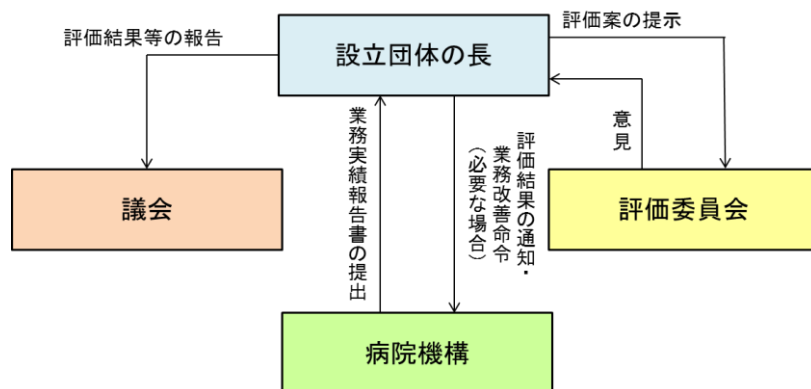 評価結果等の報告
設立団体の長
評価案の提示
業務実績報告書の提出
評価結果の通知・
業務改善命令
（必要な場合）
意見
議会
評価委員会
病院機構